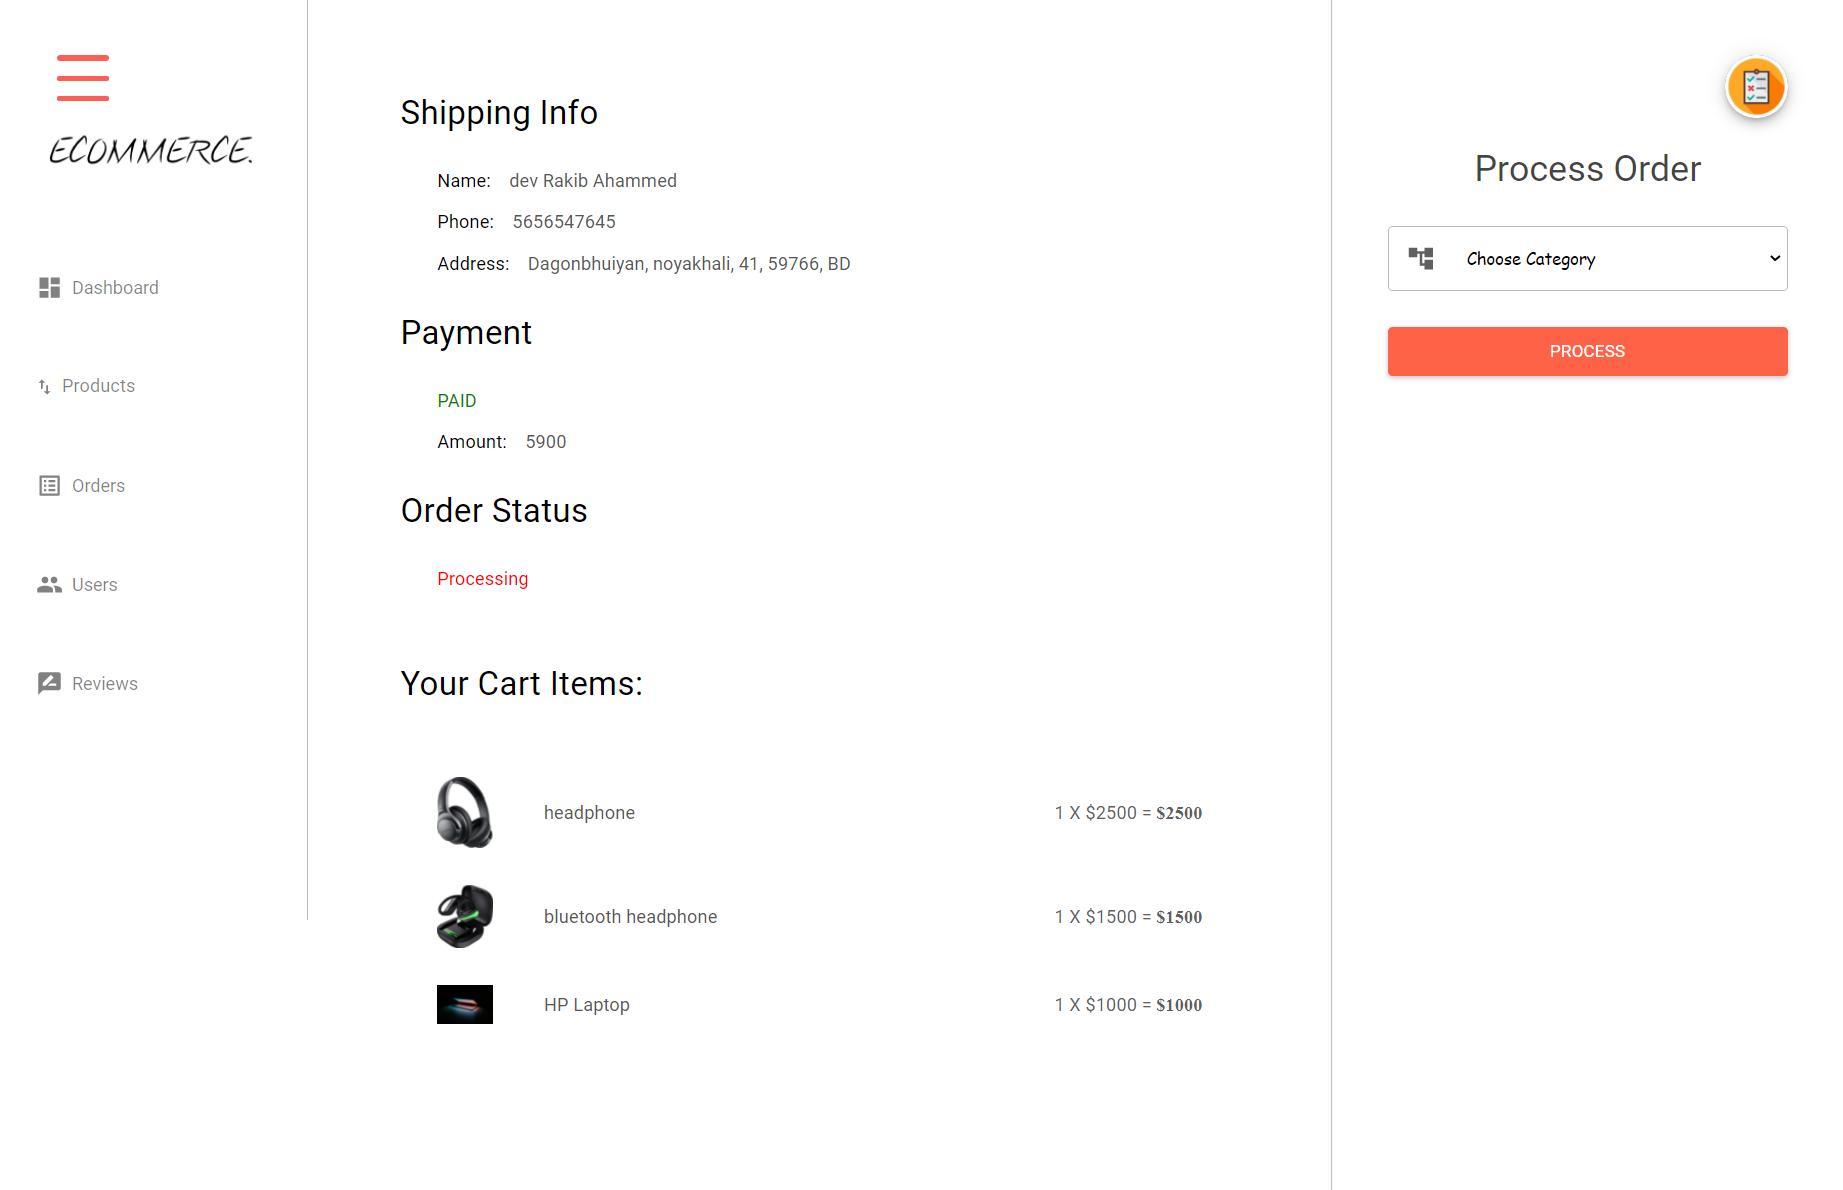 ECOMMERCE.
Dashboard
Products
Orders
Users
Reviews
Shipping Info
Name: dev Rakib Ahammed
Phone: 5656547645
Address: Dagonbhuiyan, noyakhali, 41, 59766, BD
Payment
PAID
Amount: 5900
Order Status
Processing
Your Cart Items:
headphone 1 X $2500 = $2500
bluetooth headphone 1 X $1500 = $1500
HP Laptop 1 X $1000 = $1000
Process Order
Choose Category
PROCESS